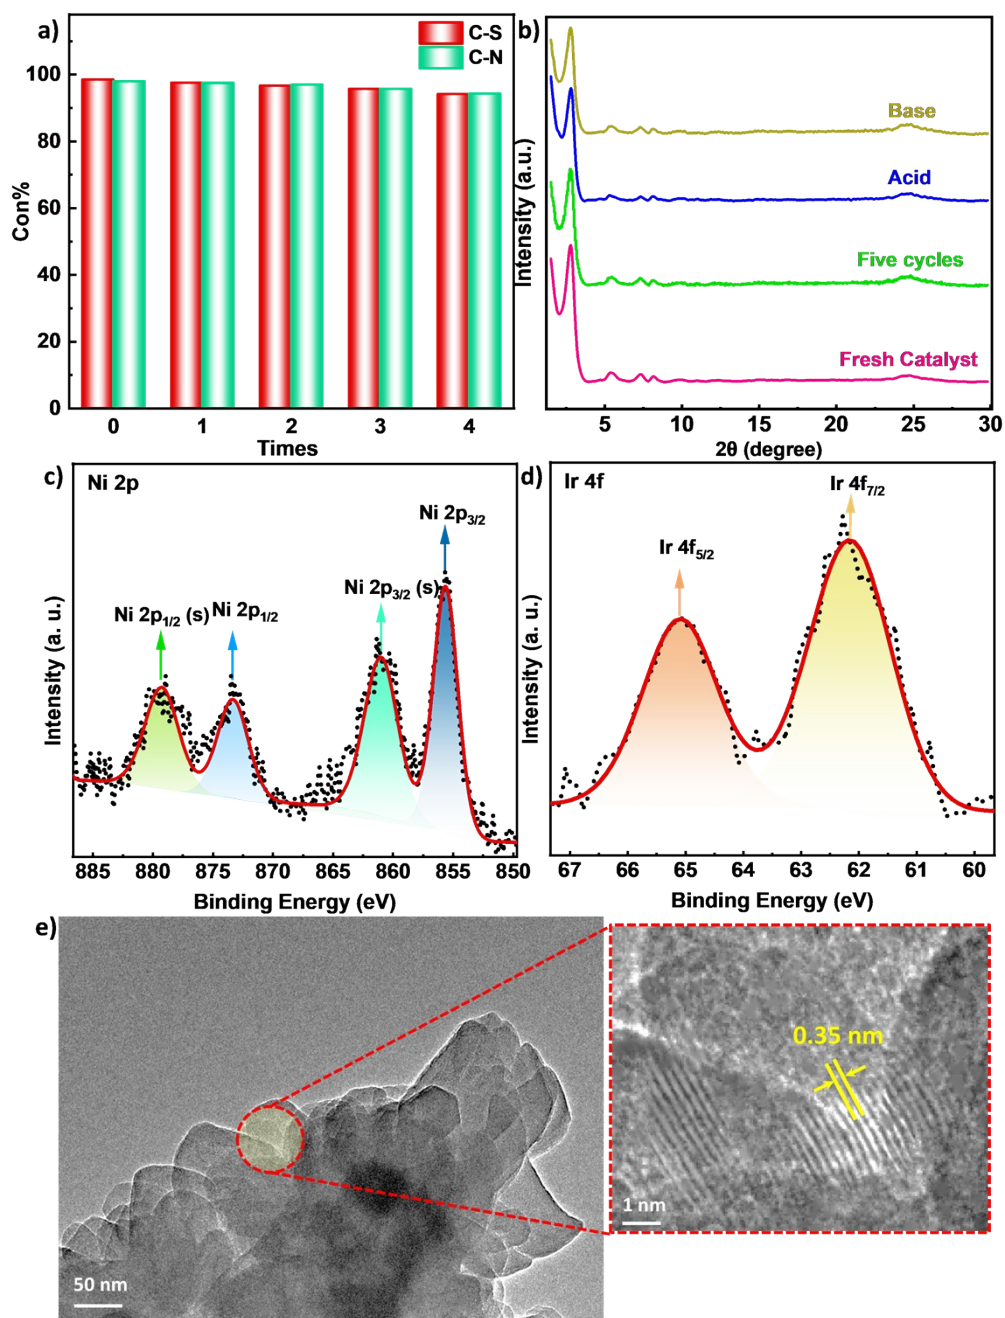 a)
C-S
C-N
100
80
60
40
20
0
Con%
0 1 2 3 4
Times
b)
Base
Acid
Five cycles
Fresh Catalyst
Intensity (a.u.)
5 10 15 20 25 30
2θ (degree)
c)
Ni 2p
Ni 2p3/2
Ni 2p3/2 (s)
Ni 2p1/2 (s)
Ni 2p1/2
Intensity (a. u.)
885 880 875 870 865 860 855 850
Binding Energy (eV)
d)
Ir 4f
Ir 4f7/2
Ir 4f5/2
Intensity (a. u.)
67 66 65 64 63 62 61 60
Binding Energy (eV)
e)
50 nm
0.35 nm
1 nm